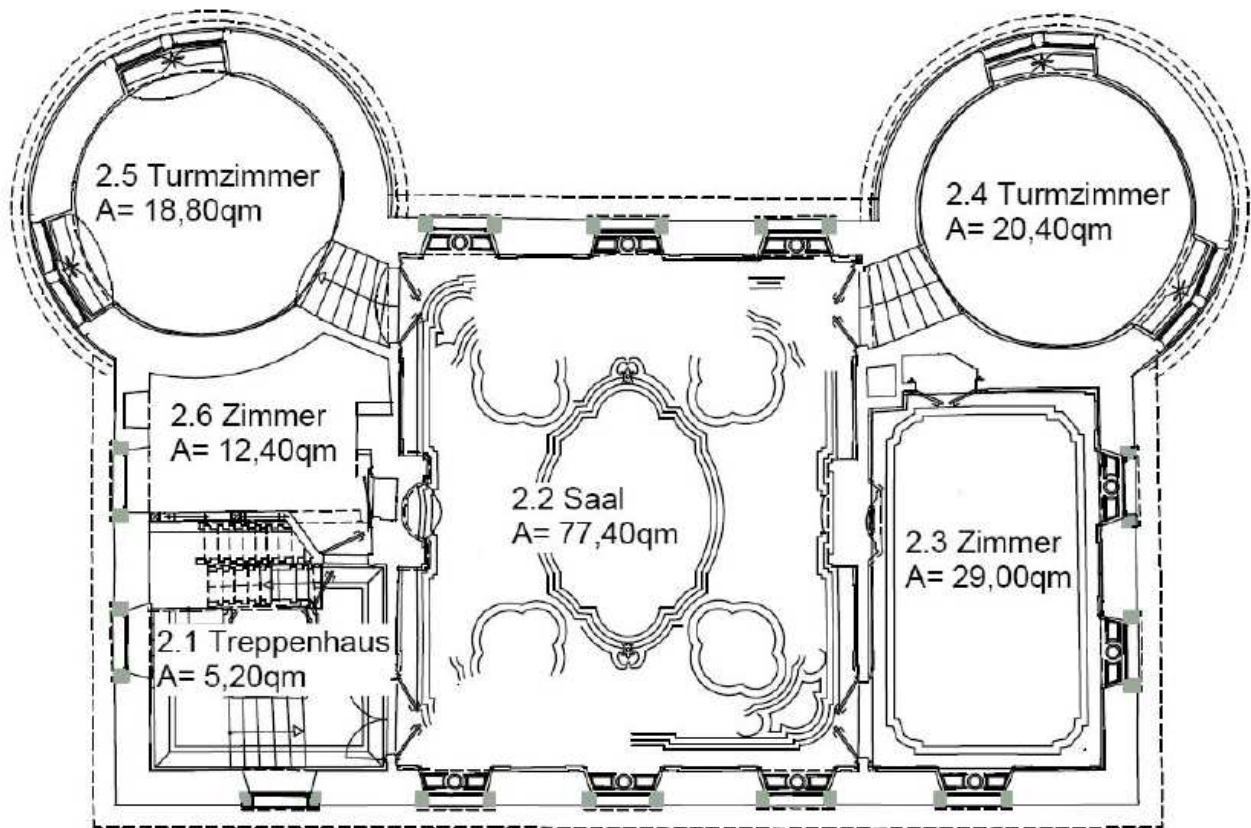 2.5 Turmzimmer
A= 18,80qm
2.4 Turmzimmer
A= 20,40qm
2.6 Zimmer
A= 12,40qm
2.2 Saal
A= 77,40qm
2.3 Zimmer
A= 29,00qm
2.1 Treppenhaus
A= 5,20qm